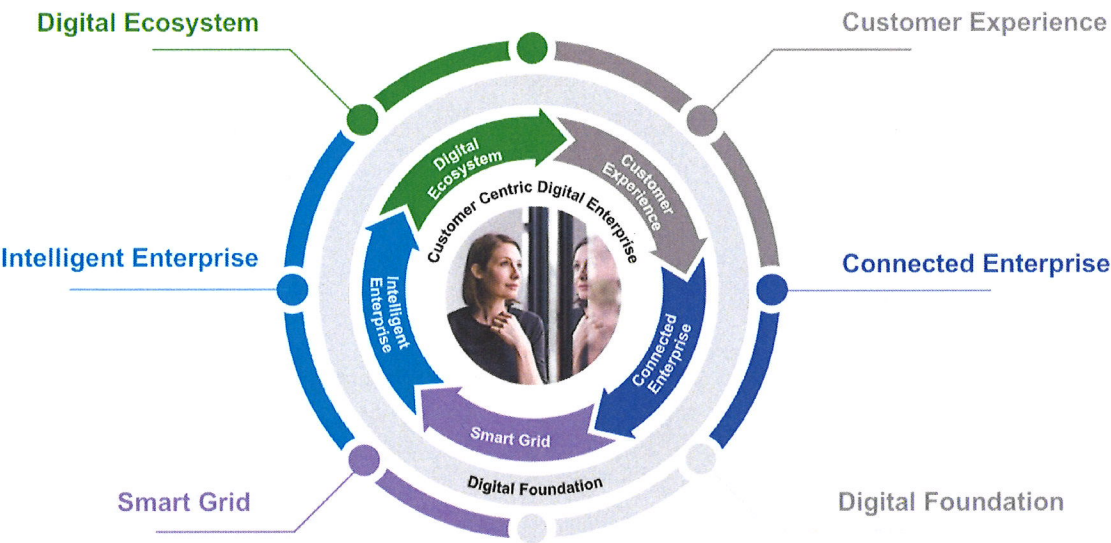 Digital Ecosystem
Customer Experience
Digital
Ecosystem
Customer
Experience
Customer Centric Digital Enterprise
Intelligent Enterprise
Connected Enterprise
Intelligent
Enterprise
Connected
Enterprise
Smart Grid
Digital Foundation
Smart Grid
Digital Foundation